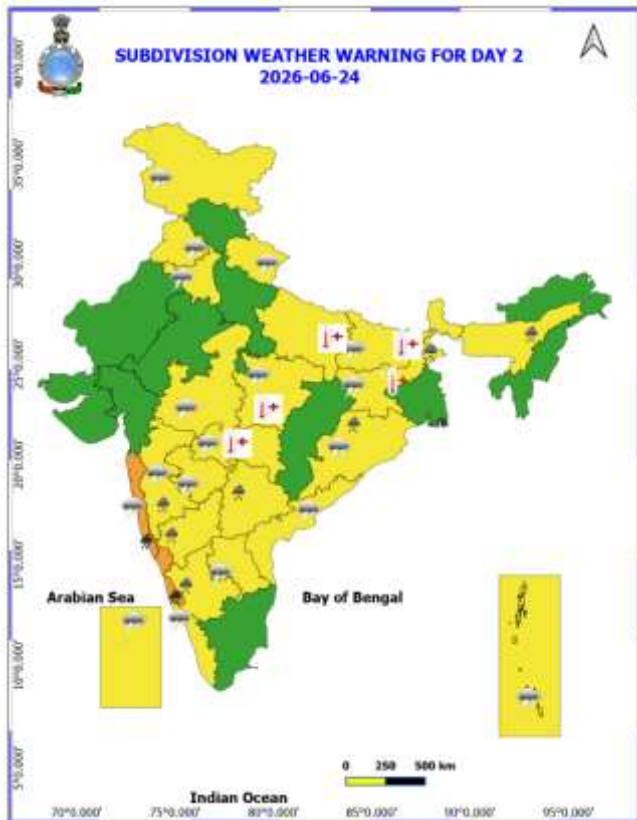 SUBDIVISION WEATHER WARNING FOR DAY 2
2026-06-24
40°0.000'
35°0.000'
30°0.000'
25°0.000'
20°0.000'
15°0.000'
10°0.000'
5°0.000'
Arabian Sea
Bay of Bengal
0 250 500 km
Indian Ocean
70°0.000' 75°0.000' 80°0.000' 85°0.000' 90°0.000' 95°0.000'